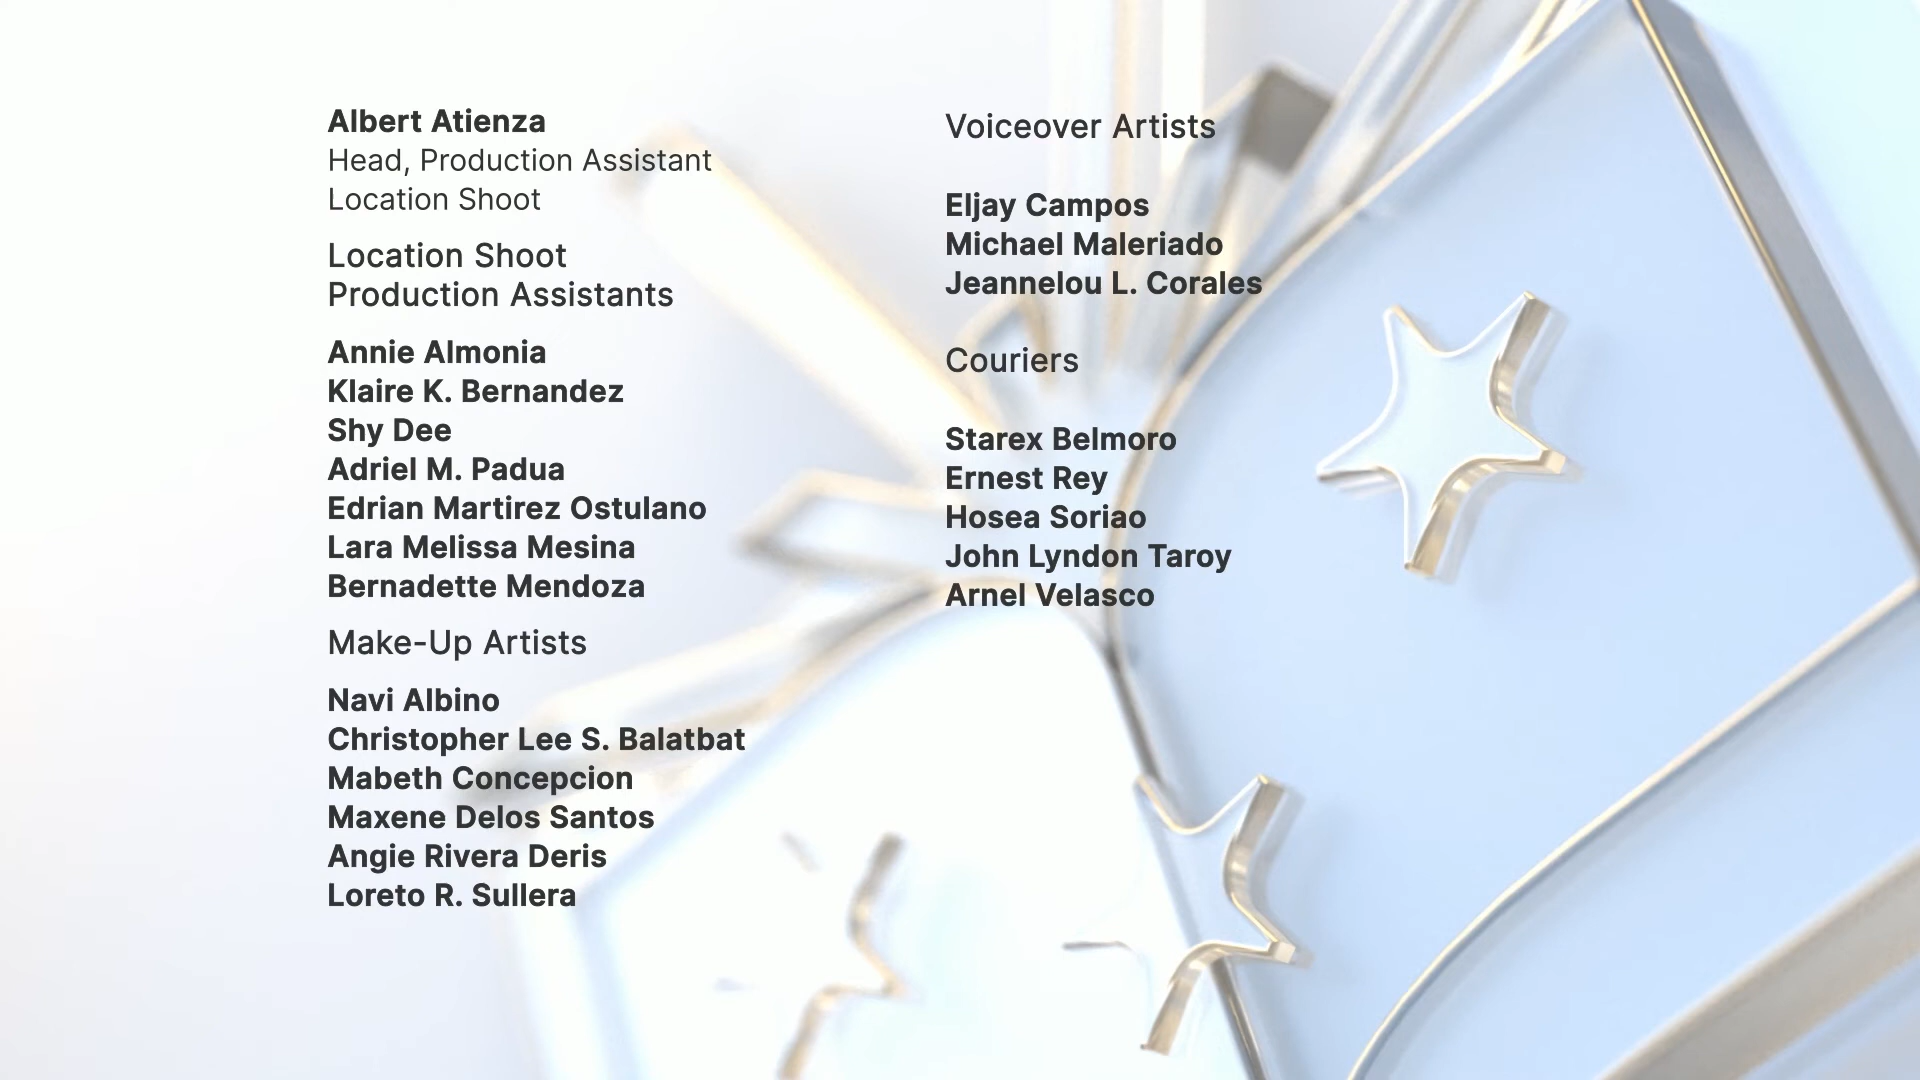 Albert Atienza
Head, Production Assistant
Location Shoot
Location Shoot
Production Assistants
Annie Almonia
Klaire K. Bernandez
Shy Dee
Adriel M. Padua
Edrian Martirez Ostulano
Lara Melissa Mesina
Bernadette Mendoza
Make-Up Artists
Navi Albino
Christopher Lee S. Balatbat
Mabeth Concepcion
Maxene Delos Santos
Angie Rivera Deris
Loreto R. Sullera
Voiceover Artists
Eljay Campos
Michael Maleriado
Jeannelou L. Corales
Couriers
Starex Belmoro
Ernest Rey
Hosea Soriao
John Lyndon Taroy
Arnel Velasco